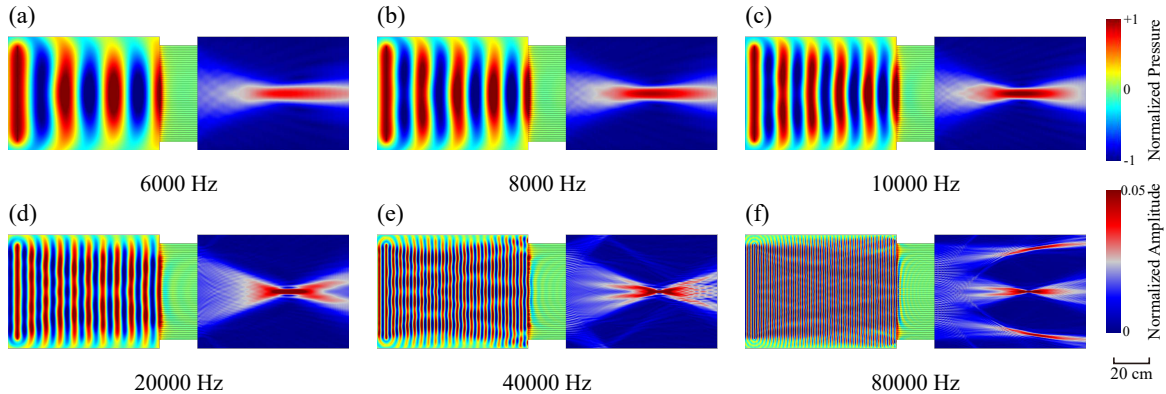 (a)
(b)
(c)
+1
0
-1
Normalized Pressure
6000 Hz
8000 Hz
10000 Hz
(d)
(e)
(f)
0.05
0
Normalized Amplitude
20 cm
20000 Hz
40000 Hz
80000 Hz